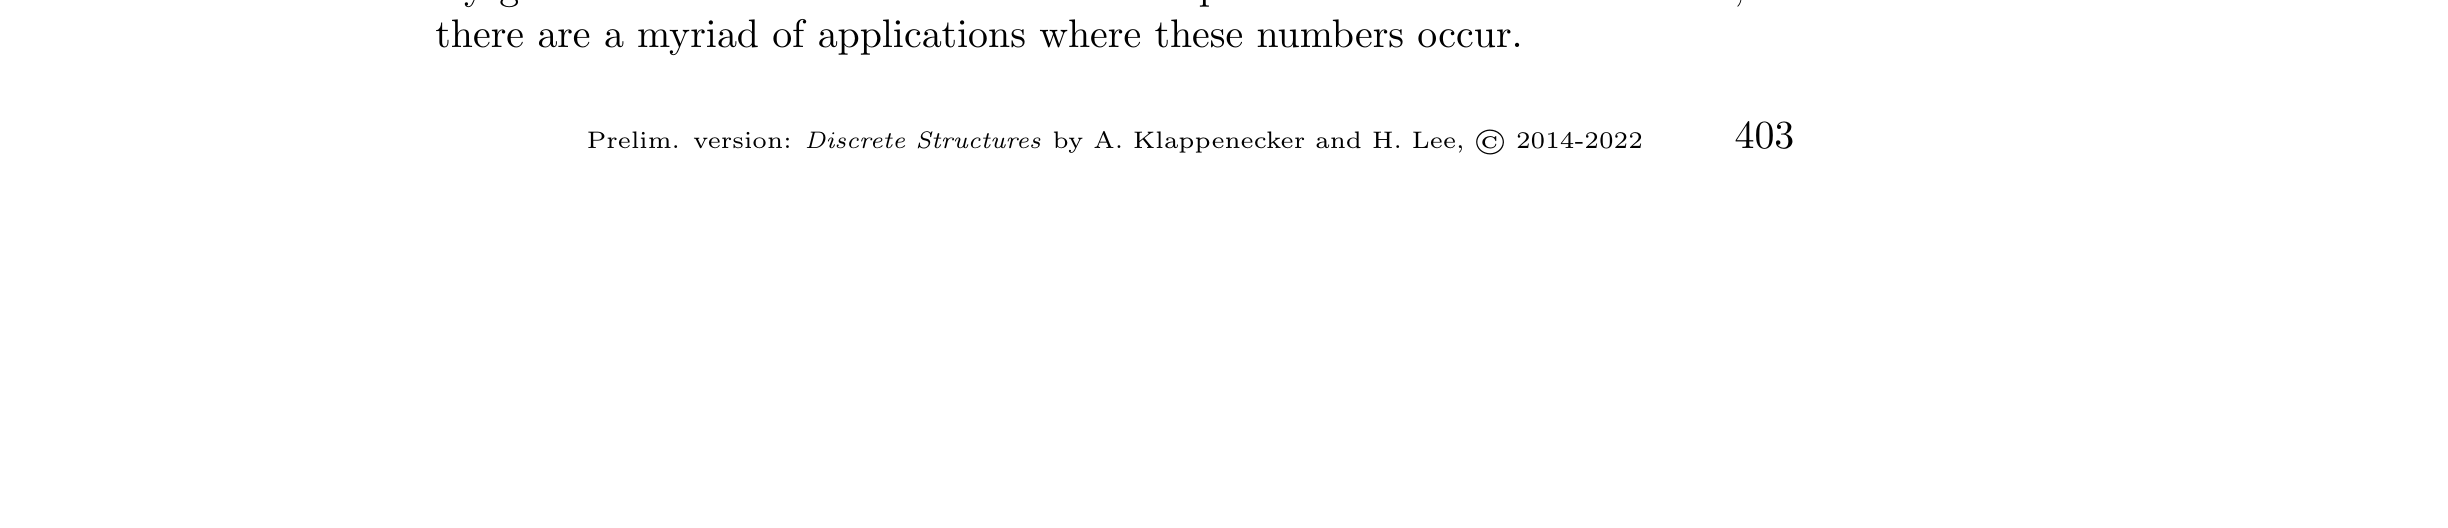 there are a myriad of applications where these numbers occur.
Prelim. version: Discrete Structures by A. Klappenecker and H. Lee, © 2014-2022 403